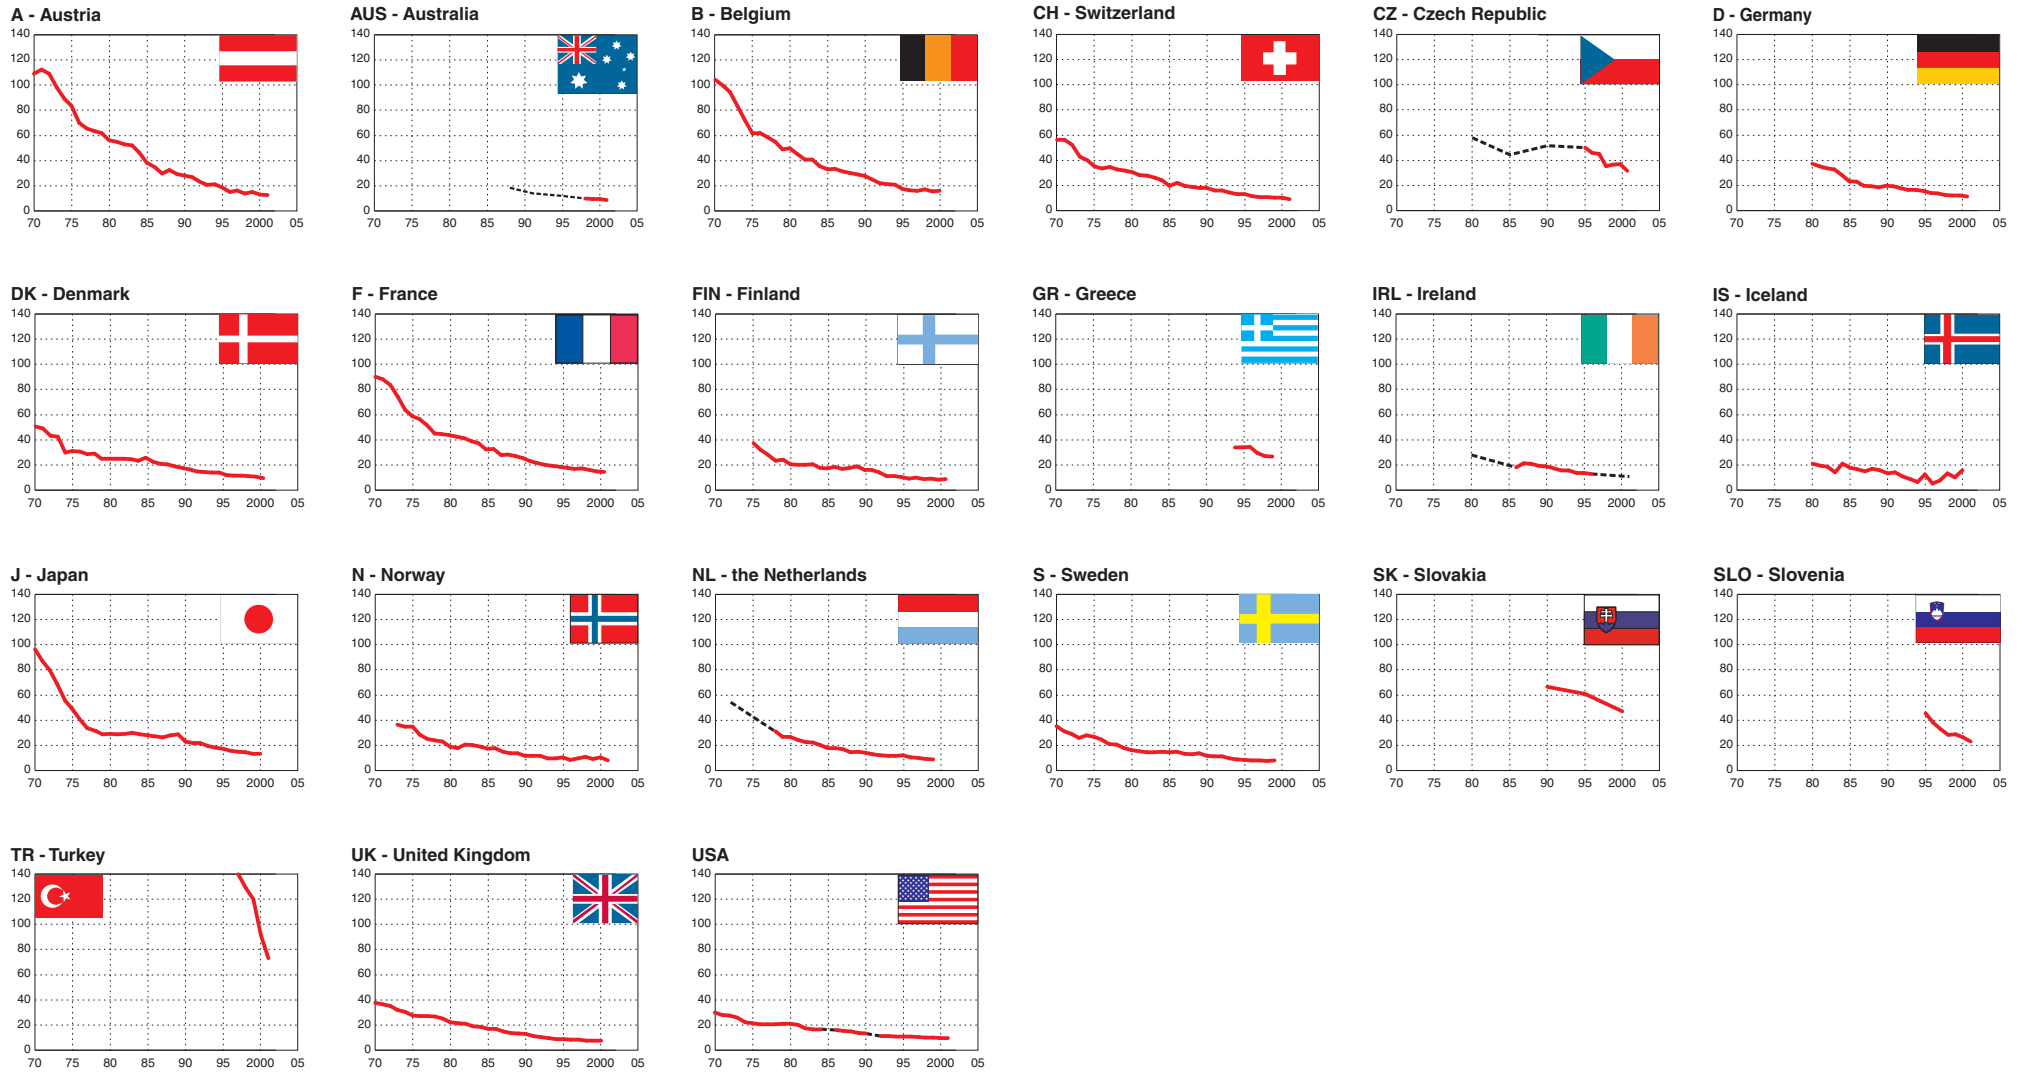 A - Austria
AUS - Australia
B - Belgium
CH - Switzerland
CZ - Czech Republic
D - Germany
140 140 140 140 140 140
120 120 120 120 120 120
100 100 100 100 100 100
80 80 80 80 80 80
60 60 60 60 60 60
40 40 40 40 40 40
20 20 20 20 20 20
0 0 0 0 0 0
70 75 80 85 90 95 2000 05 70 75 80 85 90 95 2000 05 70 75 80 85 90 95 2000 05 70 75 80 85 90 95 2000 05 70 75 80 85 90 95 2000 05 70 75 80 85 90 95 2000 05
DK - Denmark
F - France
FIN - Finland
GR - Greece
IRL - Ireland
IS - Iceland
140 140 140 140 140 140
120 120 120 120 120 120
100 100 100 100 100 100
80 80 80 80 80 80
60 60 60 60 60 60
40 40 40 40 40 40
20 20 20 20 20 20
0 0 0 0 0 0
70 75 80 85 90 95 2000 05 70 75 80 85 90 95 2000 05 70 75 80 85 90 95 2000 05 70 75 80 85 90 95 2000 05 70 75 80 85 90 95 2000 05 70 75 80 85 90 95 2000 05
J - Japan
N - Norway
NL - the Netherlands
S - Sweden
SK - Slovakia
SLO - Slovenia
140 140 140 140 140 140
120 120 120 120 120 120
100 100 100 100 100 100
80 80 80 80 80 80
60 60 60 60 60 60
40 40 40 40 40 40
20 20 20 20 20 20
0 0 0 0 0 0
70 75 80 85 90 95 2000 05 70 75 80 85 90 95 2000 05 70 75 80 85 90 95 2000 05 70 75 80 85 90 95 2000 05 70 75 80 85 90 95 2000 05 70 75 80 85 90 95 2000 05
TR - Turkey
UK - United Kingdom
USA
140 140 140
120 120 120
100 100 100
80 80 80
60 60 60
40 40 40
20 20 20
0 0 0
70 75 80 85 90 95 2000 05 70 75 80 85 90 95 2000 05 70 75 80 85 90 95 2000 05